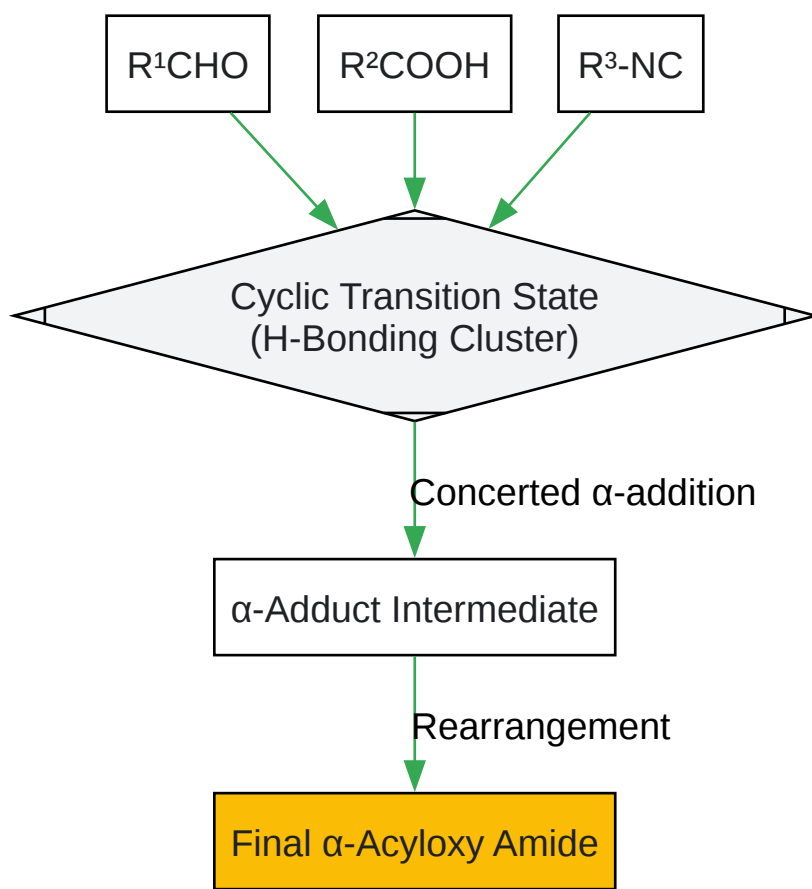 R¹CHO
R²COOH
R³-NC
Cyclic Transition State
(H-Bonding Cluster)
Concerted α-addition
α-Adduct Intermediate
Rearrangement
Final α-Acyloxy Amide